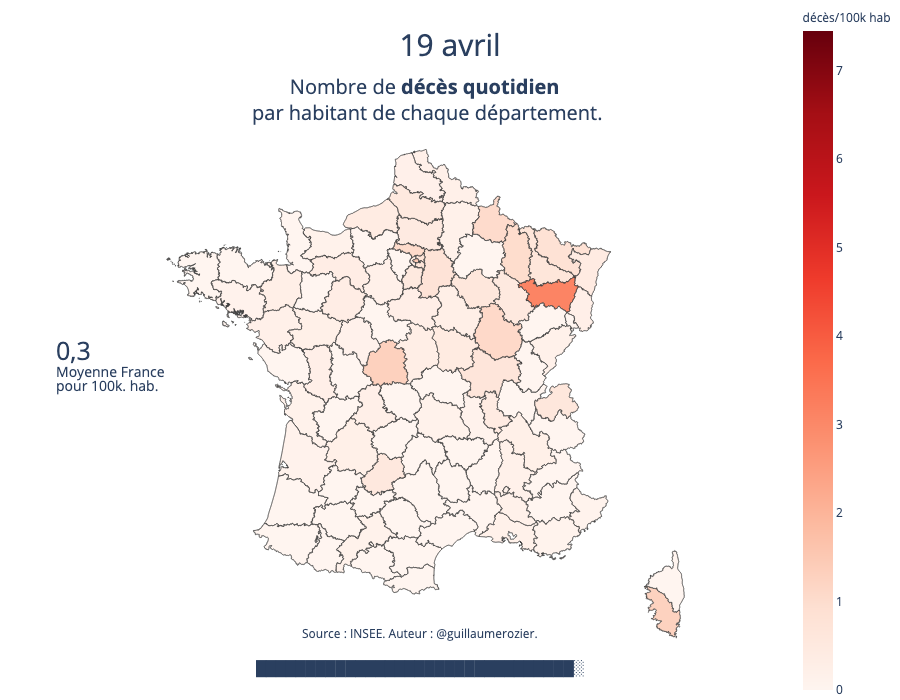 décès/100k hab
19 avril
Nombre de décès quotidien
par habitant de chaque département.
7
6
5
4
3
2
1
0
0,3
Moyenne France
pour 100k. hab.
Source : INSEE. Auteur : @guillaumerozier.